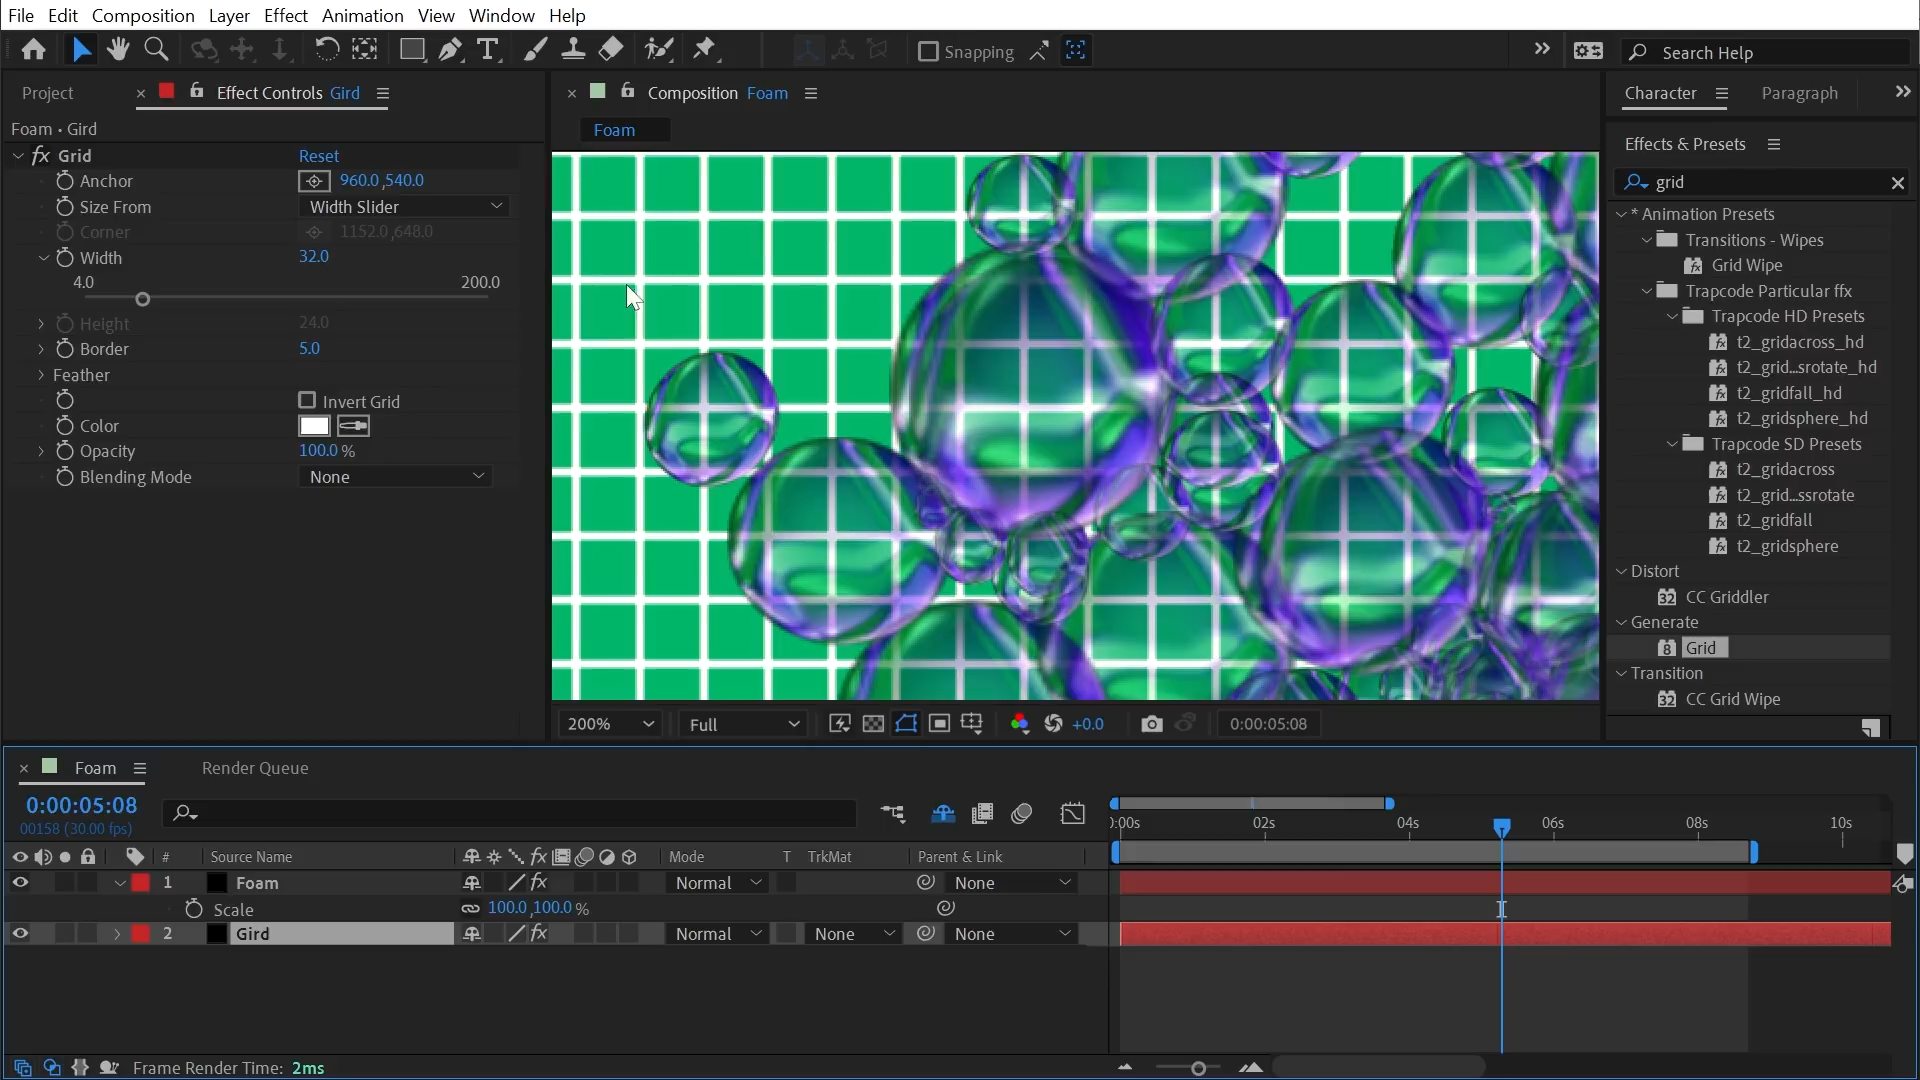 File Edit Composition Layer Effect Animation View Window Help
Snapping
Search Help
Project
Effect Controls Gird
Composition Foam
Character
Paragraph
Foam • Gird
Foam
Effects & Presets
fx Grid Reset
grid
Anchor 960.0,540.0
Size From Width Slider
Corner 1152.0,648.0
Width 32.0
4.0 200.0
Height 24.0
Border 5.0
Feather
Invert Grid
Color
Opacity 100.0 %
Blending Mode None
* Animation Presets
Transitions - Wipes
Grid Wipe
Trapcode Particular ffx
Trapcode HD Presets
t2_gridacross_hd
t2_grid...srotate_hd
t2_gridfall_hd
t2_gridsphere_hd
Trapcode SD Presets
t2_gridacross
t2_grid...ssrotate
t2_gridfall
t2_gridsphere
Distort
32 CC Griddler
Generate
8 Grid
Transition
32 CC Grid Wipe
200% Full +0.0 0:00:05:08
Foam Render Queue
0:00:05:08
00158 (30.00 fps)
0:00s 02s 04s 06s 08s 10s
# Source Name fx Mode T TrkMat Parent & Link
1 Foam fx Normal None
Scale 100.0,100.0 %
2 Gird fx Normal None None
Frame Render Time: 2ms